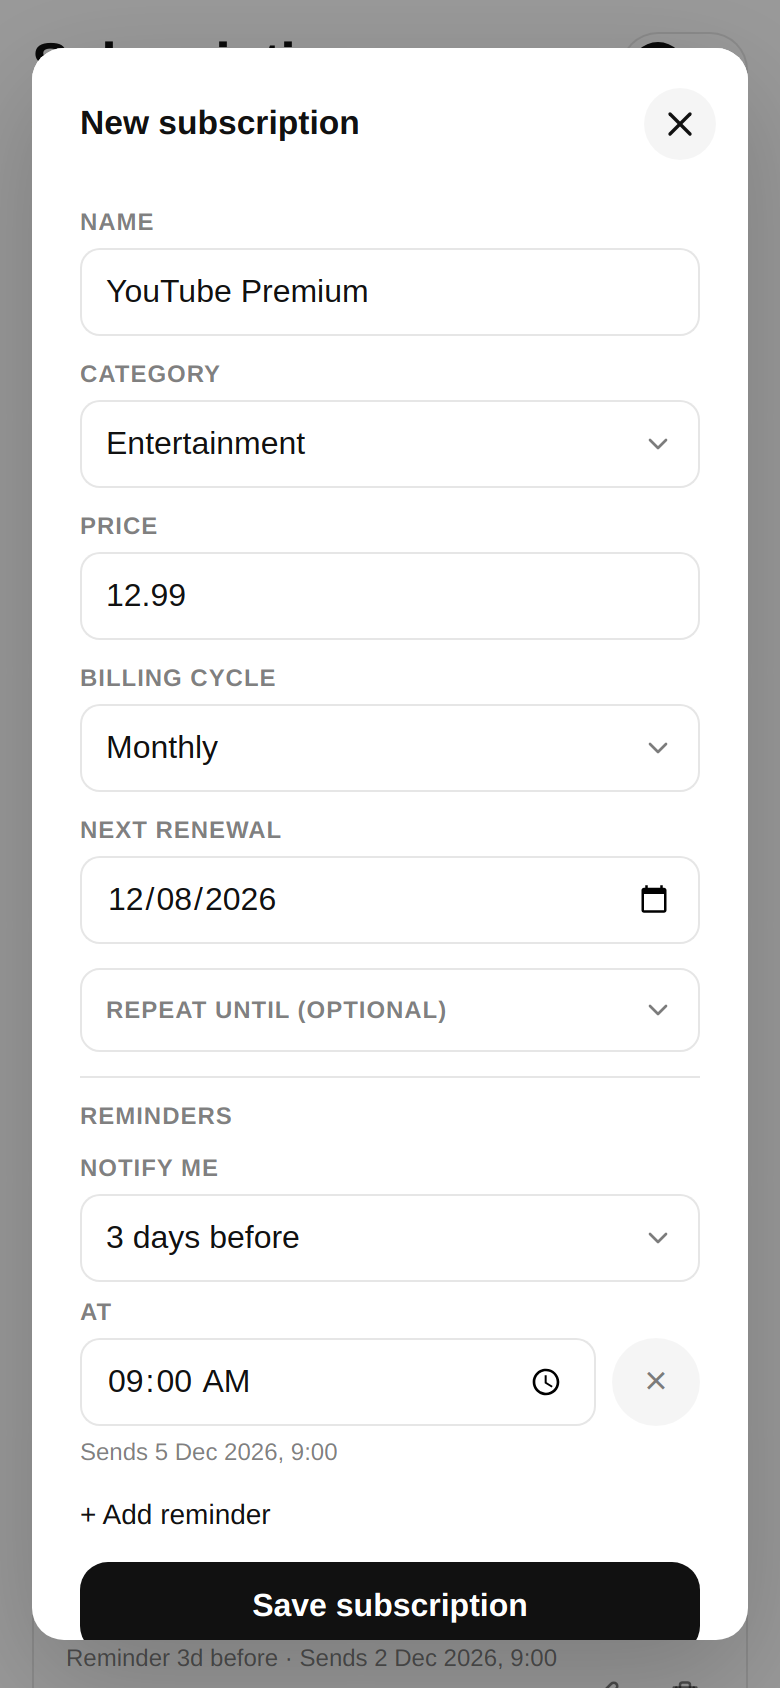 New subscription
NAME
YouTube Premium
CATEGORY
Entertainment
PRICE
12.99
BILLING CYCLE
Monthly
NEXT RENEWAL
12/08/2026
REPEAT UNTIL (OPTIONAL)
REMINDERS
NOTIFY ME
3 days before
AT
09:00 AM
Sends 5 Dec 2026, 9:00
+ Add reminder
Save subscription
Reminder 3d before · Sends 2 Dec 2026, 9:00